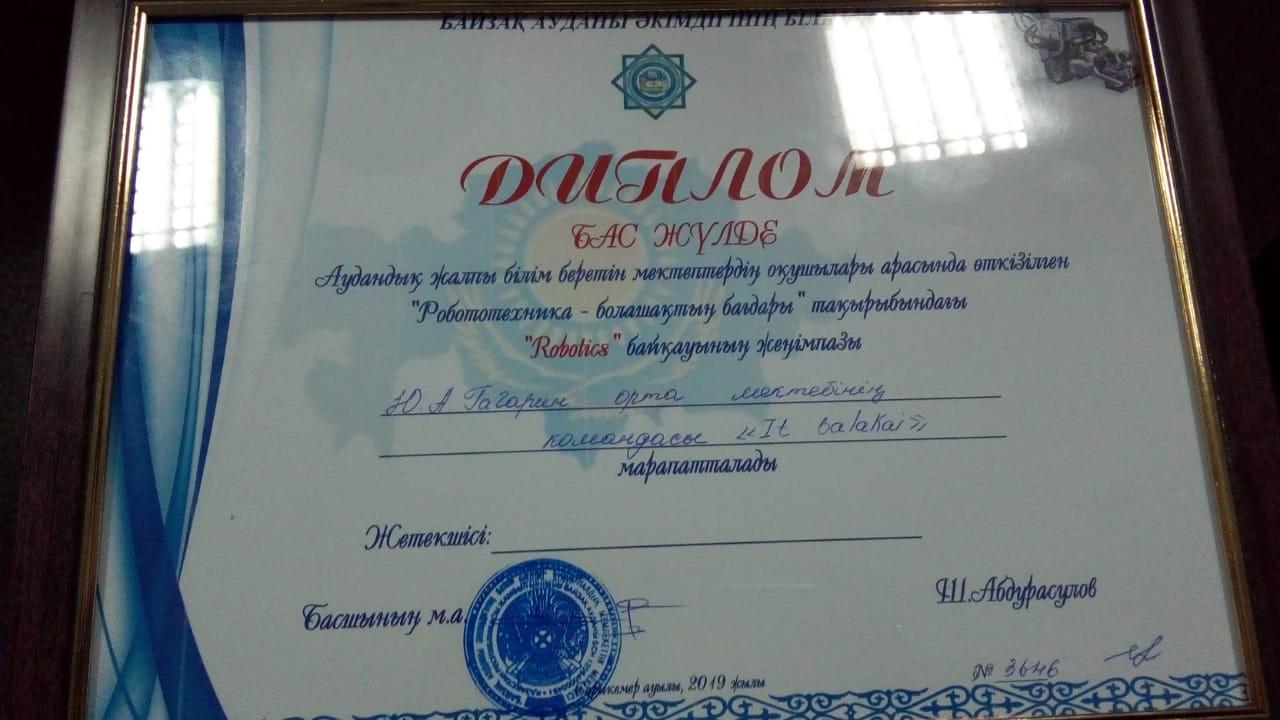 БАЙЗАҚ АУДАНЫ ӘКІМДІГІНІҢ
ДИПЛОМ
БАС ЖҮЛДЕ
Аудандық жалпы білім беретін мектептердің оқушылары арасында өткізілген
"Робототехника - болашақтың бағдары" тақырыбындағы
"Robotics" байқауының жеңімпазы
Ю.А.Гагарин орта мектебінің
командасы «It balaKai»
марапатталады
Жетекшісі:
Басшының м.а.
Ш.Абдурасулов
№ 3646
ауылы, 2019 жылы